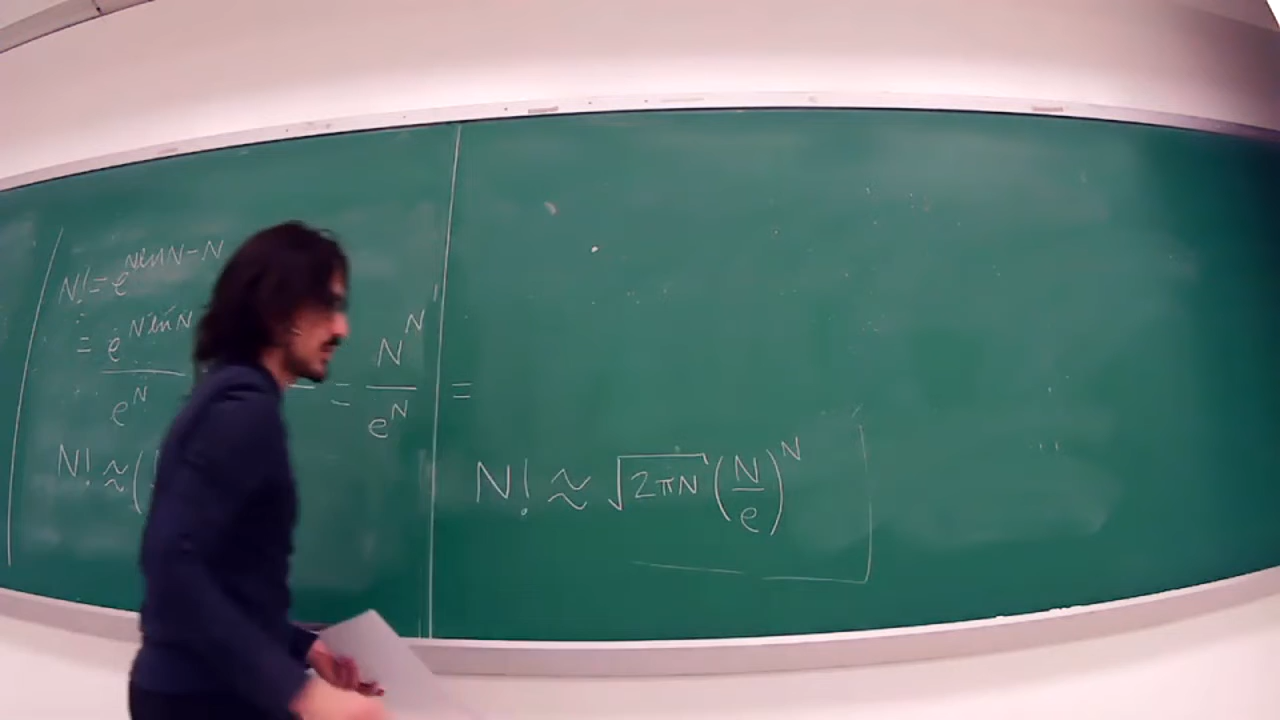 N! = e^{N ln N - N}
= e^{N ln N} / e^N = N^N / e^N =
N! ≈ (
N! ≈ √(2πN) (N/e)^N